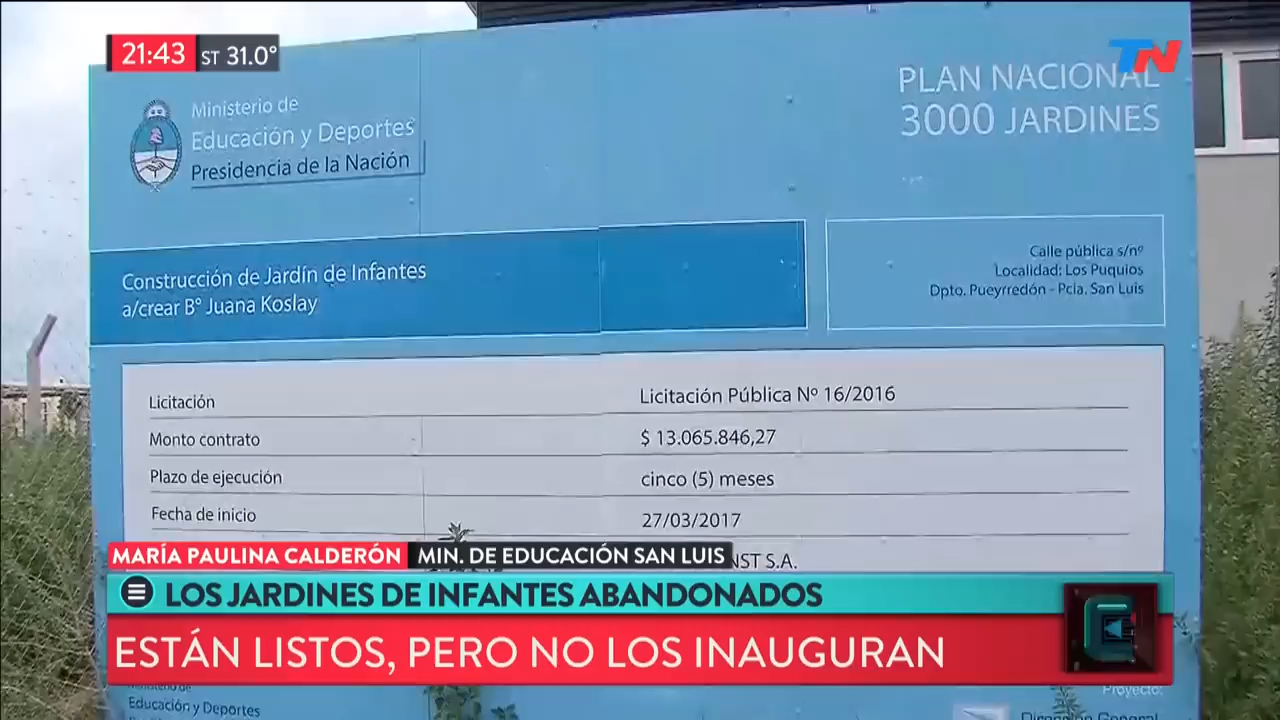 21:43 ST 31.0°
TN
Ministerio de
Educación y Deportes
Presidencia de la Nación
PLAN NACIONAL
3000 JARDINES
Construcción de Jardín de Infantes
a/crear B° Juana Koslay
Calle pública s/nº
Localidad: Los Puquios
Dpto. Pueyrredón - Pcia. San Luis
Licitación Licitación Pública Nº 16/2016
Monto contrato $ 13.065.846,27
Plazo de ejecución cinco (5) meses
Fecha de inicio 27/03/2017
NST S.A.
MARÍA PAULINA CALDERÓN MIN. DE EDUCACIÓN SAN LUIS
LOS JARDINES DE INFANTES ABANDONADOS
ESTÁN LISTOS, PERO NO LOS INAUGURAN
Ministerio de
Educación y Deportes
Proyecto:
Dirección General